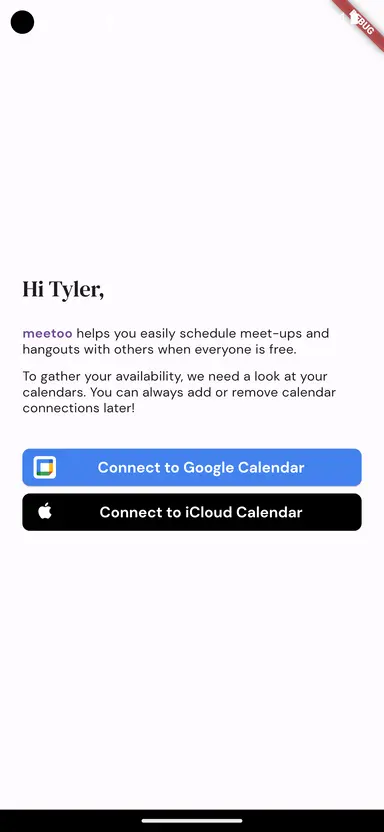 DEBUG
Hi Tyler,
meetoo helps you easily schedule meet-ups and
hangouts with others when everyone is free.
To gather your availability, we need a look at your
calendars. You can always add or remove calendar
connections later!
Connect to Google Calendar
Connect to iCloud Calendar